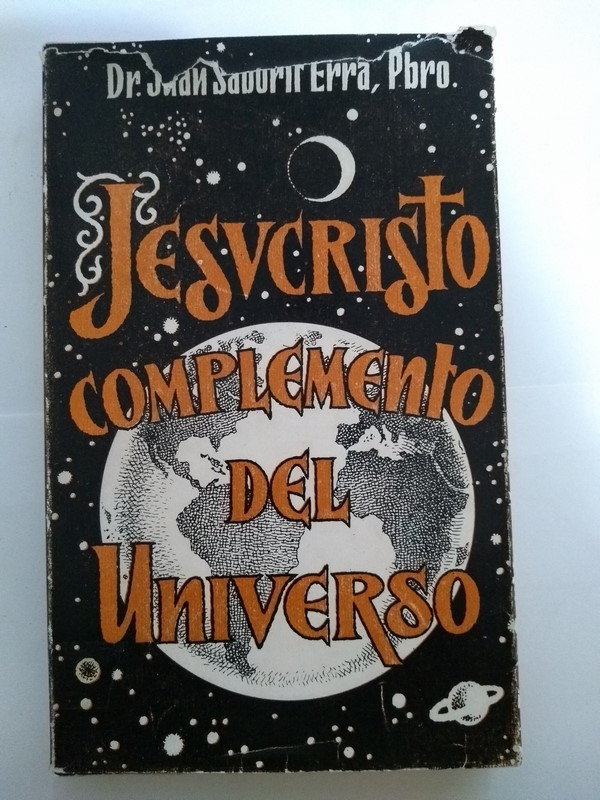 Dr. Juan Saborit Erra, Pbro.
JESVCRISTO
COMPLEMENTO
DEL
UNIVERSO